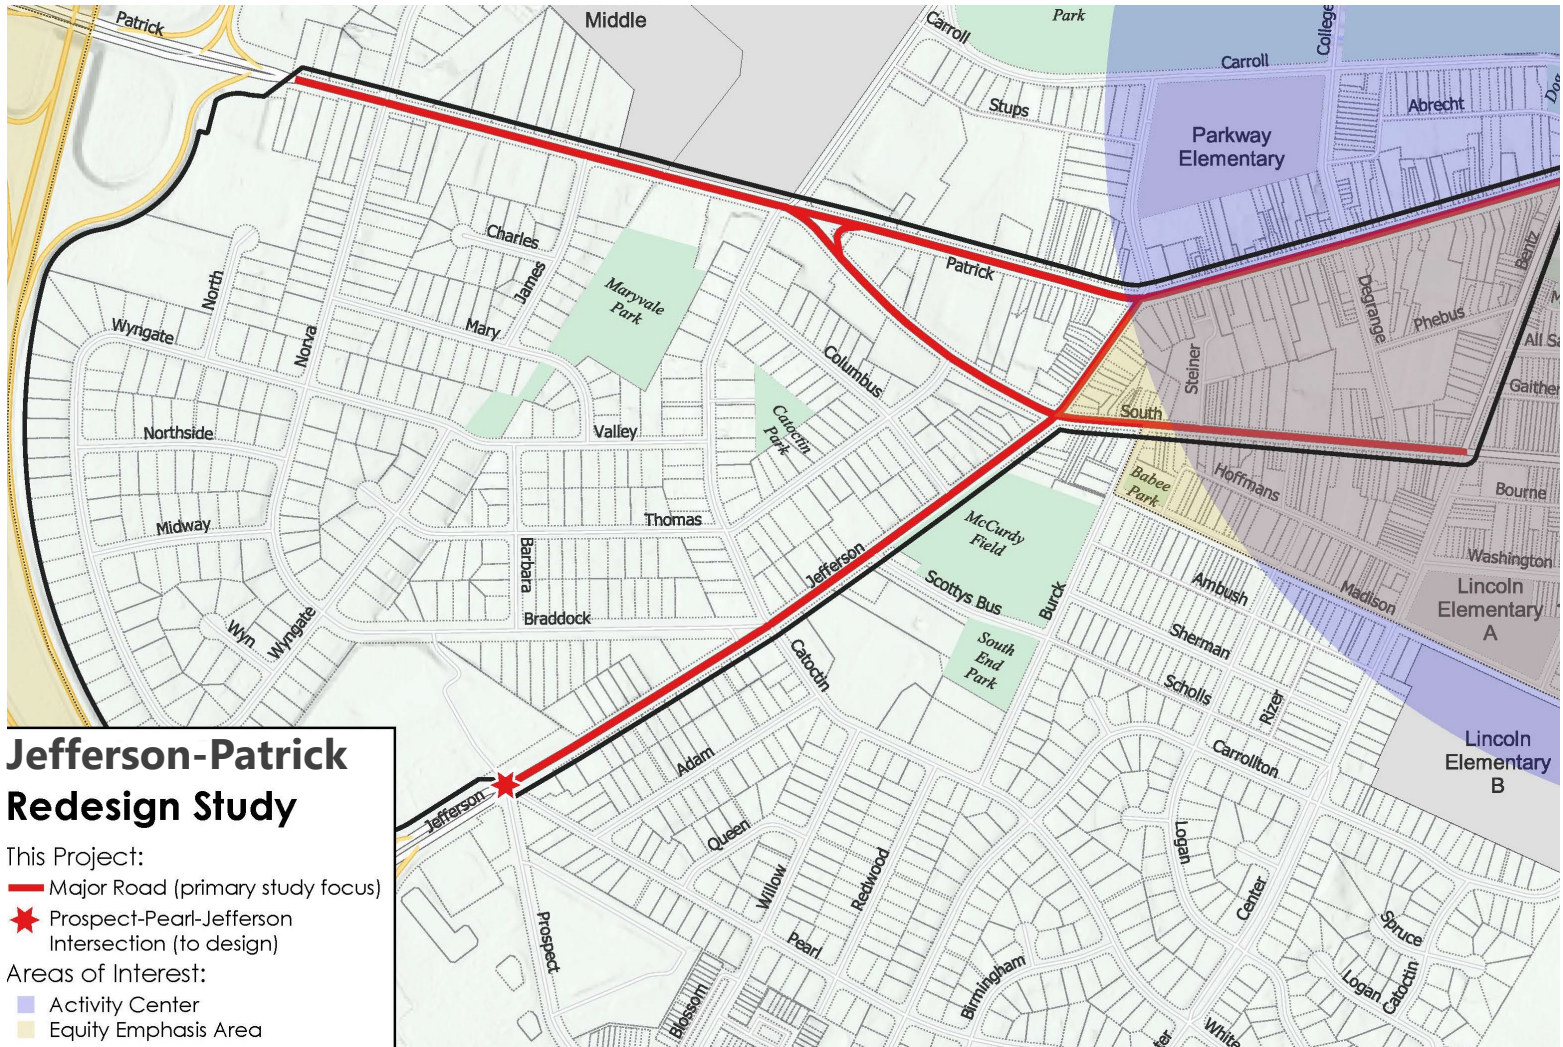 Patrick
Middle
Park
Carroll
College
Carroll
Stups
Abrecht
Dog
Parkway
Elementary
Charles
North
James
Maryvale
Park
Patrick
Bentz
Degrange
Phebus
M
All Sa
Wyngate
Norva
Mary
Columbus
Steiner
Gaither
South
Northside
Valley
Catoctin
Park
Babee
Park
Hoffmans
Bourne
Midway
Thomas
McCurdy
Field
Washington
Barbara
Jefferson
Scottys Bus
Burck
Ambush
Madison
Lincoln
Elementary
A
Braddock
Wyn
Wyngate
South
End
Park
Sherman
Catoctin
Scholls
Rizer
Adam
Carrollton
Lincoln
Elementary
B
Jefferson
Queen
Willow
Redwood
Logan
Center
Prospect
Pearl
Blossom
Birmingham
Spruce
Logan
Catoctin
ter
White
Jefferson-Patrick
Redesign Study
This Project:
Major Road (primary study focus)
Prospect-Pearl-Jefferson
Intersection (to design)
Areas of Interest:
Activity Center
Equity Emphasis Area